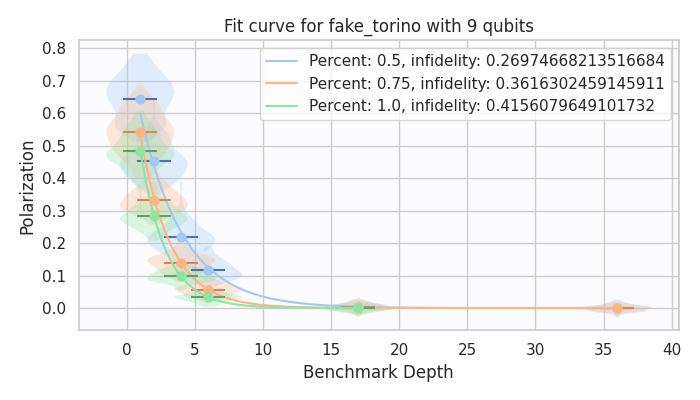 Fit curve for fake_torino with 9 qubits
Percent: 0.5, infidelity: 0.26974668213516684
Percent: 0.75, infidelity: 0.3616302459145911
Percent: 1.0, infidelity: 0.4156079649101732
0.8
0.7
0.6
0.5
0.4
0.3
0.2
0.1
0.0
Polarization
0 5 10 15 20 25 30 35 40
Benchmark Depth